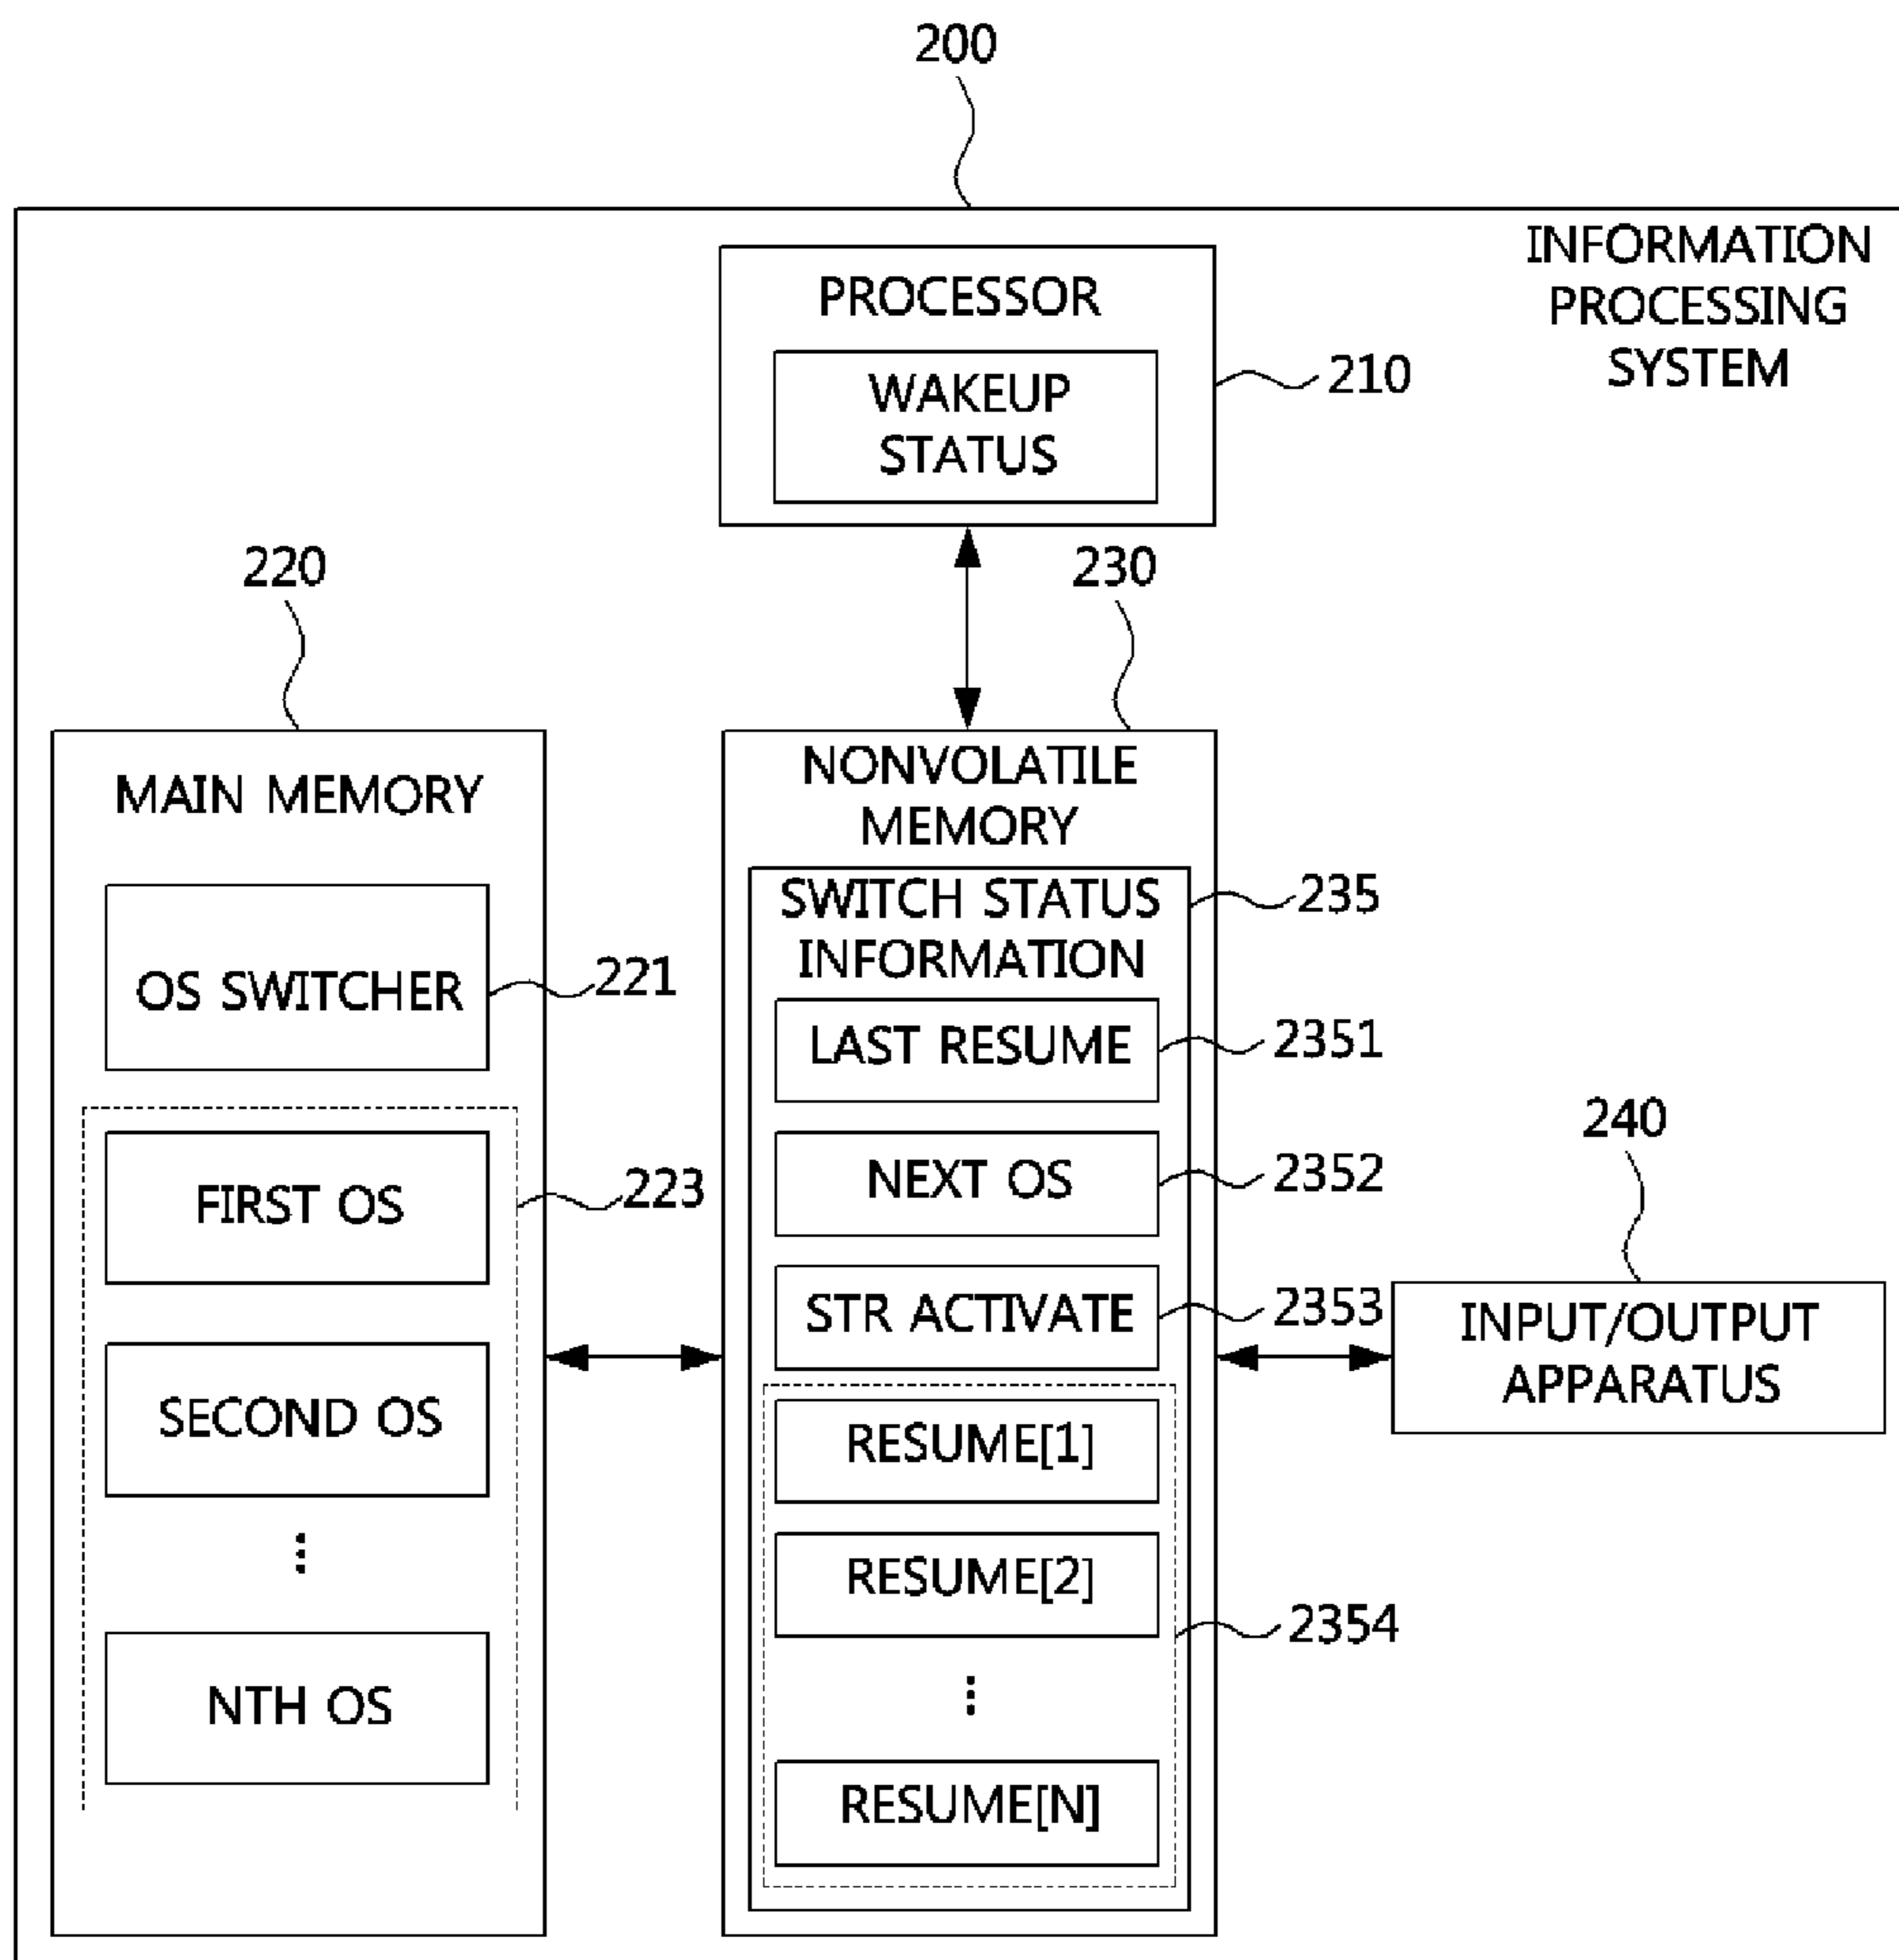 200
INFORMATION
PROCESSING
SYSTEM
PROCESSOR
WAKEUP
STATUS
210
220
230
MAIN MEMORY
OS SWITCHER
221
FIRST OS
223
SECOND OS
⋮
NTH OS
NONVOLATILE
MEMORY
SWITCH STATUS
INFORMATION
235
LAST RESUME
2351
NEXT OS
2352
STR ACTIVATE
2353
RESUME[1]
RESUME[2]
⋮
2354
RESUME[N]
240
INPUT/OUTPUT
APPARATUS